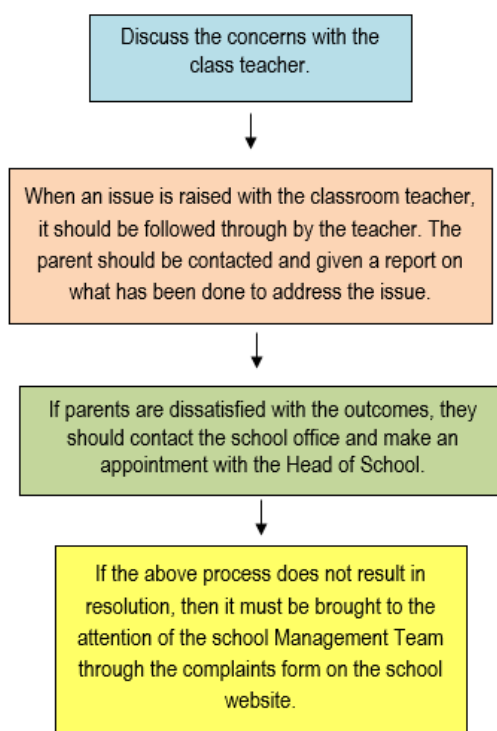 Discuss the concerns with the
class teacher.
When an issue is raised with the classroom teacher,
it should be followed through by the teacher. The
parent should be contacted and given a report on
what has been done to address the issue.
If parents are dissatisfied with the outcomes, they
should contact the school office and make an
appointment with the Head of School.
If the above process does not result in
resolution, then it must be brought to the
attention of the school Management Team
through the complaints form on the school
website.